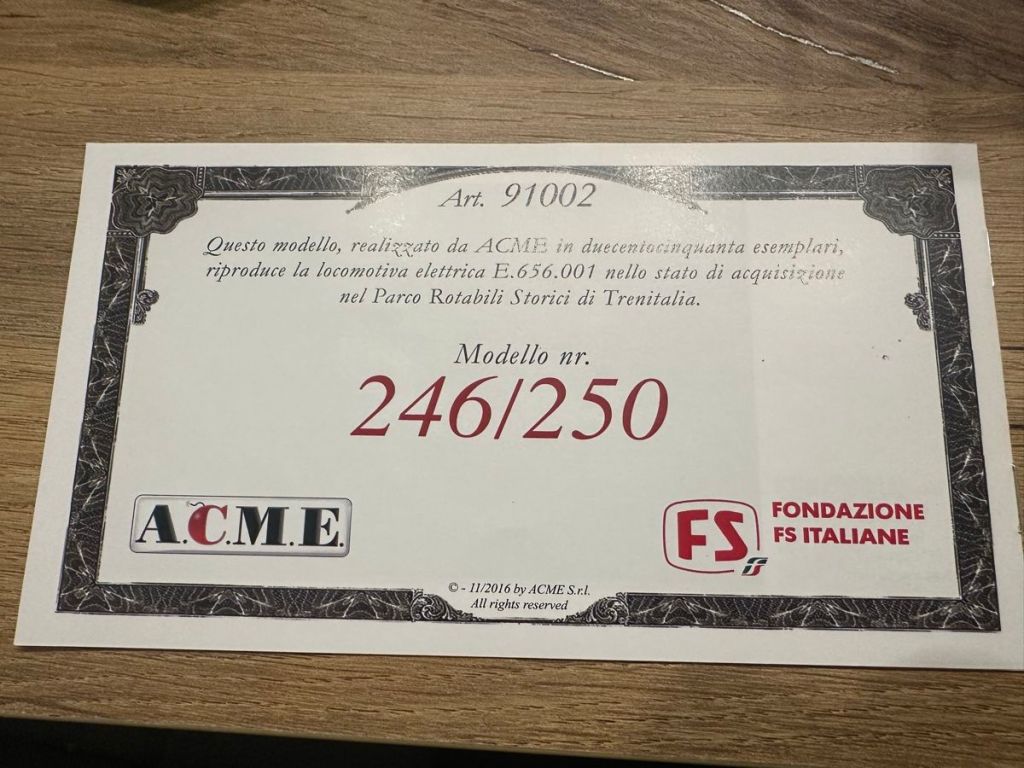 Art. 91002
Questo modello, realizzato da ACME in duecentocinquanta esemplari,
riproduce la locomotiva elettrica E.656.001 nello stato di acquisizione
nel Parco Rotabili Storici di Trenitalia.
Modello nr.
246/250
A.C.M.E.
FS
FONDAZIONE
FS ITALIANE
© - 11/2016 by ACME S.r.l.
All rights reserved